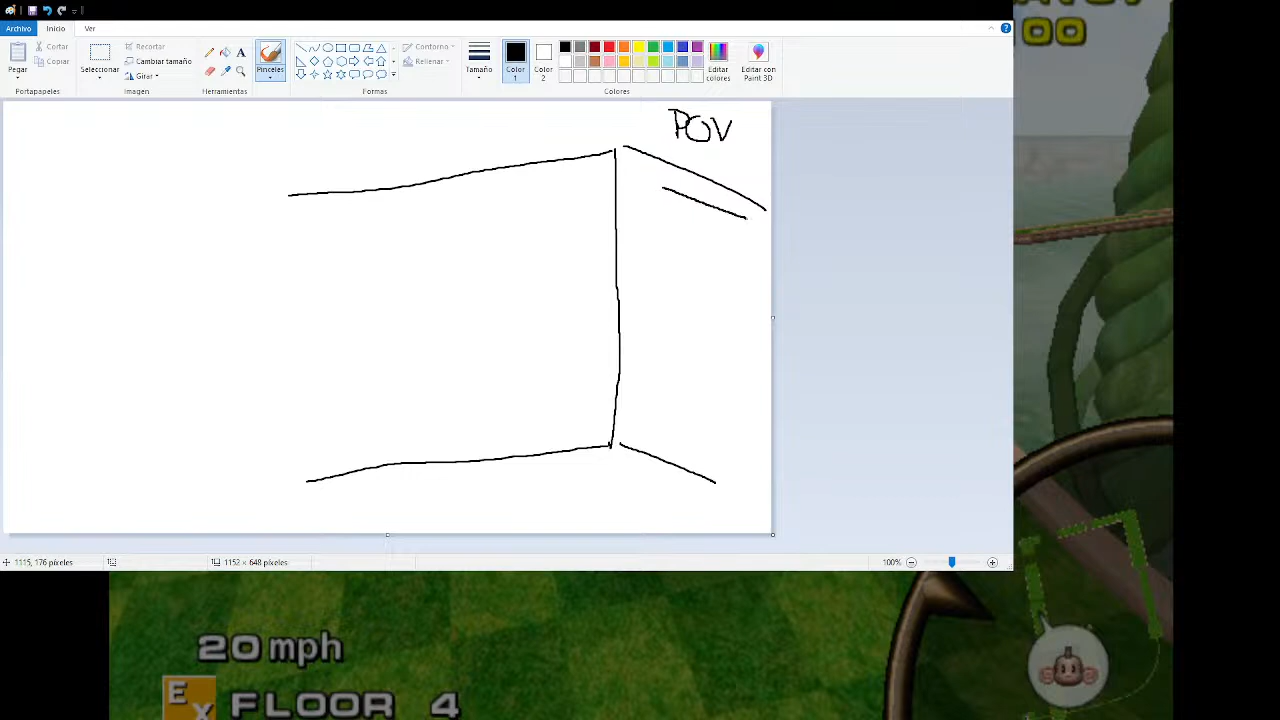 Archivo Inicio Ver
Pegar
Cortar
Copiar
Portapapeles
Seleccionar
Recortar
Cambiar tamaño
Girar
Imagen
Herramientas
Pinceles
Contorno
Rellenar
Formas
Tamaño
Color 1
Color 2
Editar colores
Editar con Paint 3D
Colores
POV
1115, 176 píxeles
1152 × 648 píxeles
100%
00
20 mph
EX FLOOR 4